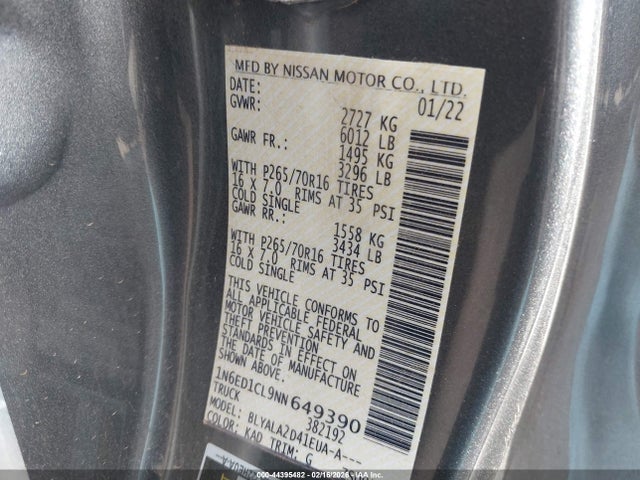 MFD BY NISSAN MOTOR CO., LTD.
DATE: 01/22
GVWR: 2727 KG
6012 LB
GAWR FR.: 1495 KG
3296 LB
WITH P265/70R16 TIRES
16 X 7.0 RIMS AT 35 PSI
COLD SINGLE
GAWR RR.: 1558 KG
3434 LB
WITH P265/70R16 TIRES
16 X 7.0 RIMS AT 35 PSI
COLD SINGLE
THIS VEHICLE CONFORMS TO
ALL APPLICABLE FEDERAL
MOTOR VEHICLE SAFETY AND
THEFT PREVENTION
STANDARDS IN EFFECT ON
THE DATE OF MANUFACTURE
SHOWN ABOVE.
1N6ED1CL9NN649390
TRUCK 382192
MODEL: BLYALA2D41EUA-A---
COLOR: KAD TRIM: G
© 44395482 - 02/16/2026 - IAA Inc.